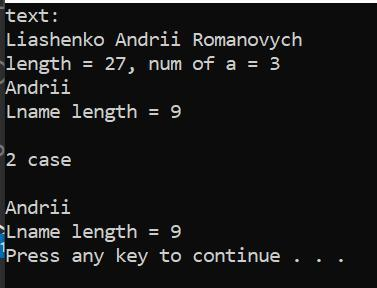 text:
Liashenko Andrii Romanovych
length = 27, num of a = 3
Andrii
Lname length = 9
2 case
Andrii
Lname length = 9
Press any key to continue . . .